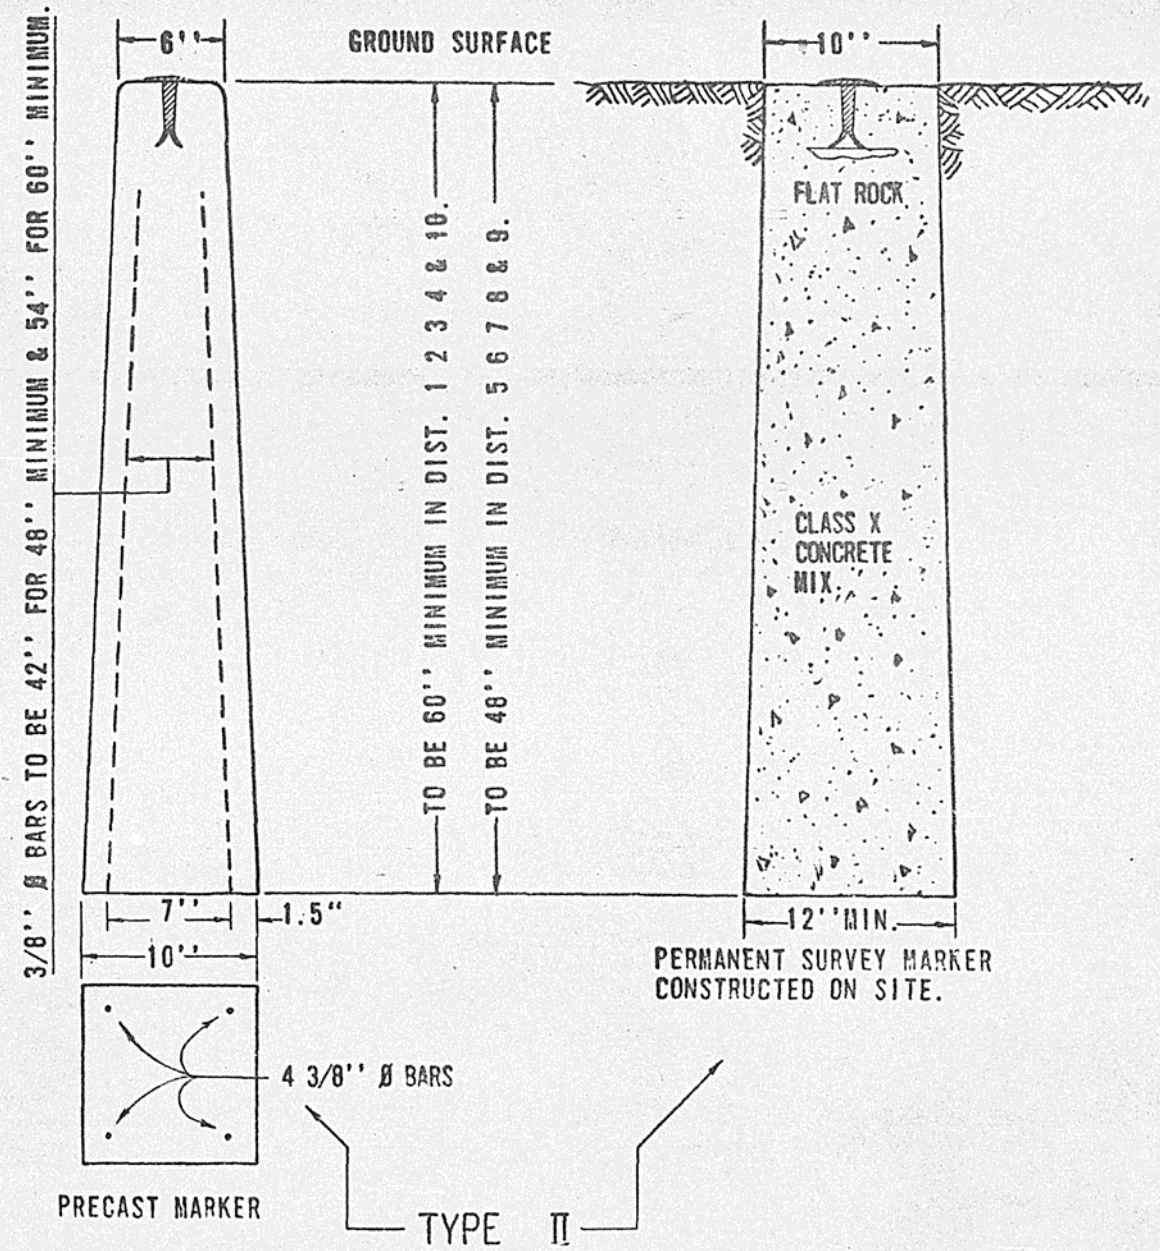 3/8'' Ø BARS TO BE 42'' FOR 48'' MINIMUM & 54'' FOR 60'' MINIMUM.
6''
GROUND SURFACE
10''
FLAT ROCK
TO BE 60'' MINIMUM IN DIST. 1 2 3 4 & 10.
TO BE 48'' MINIMUM IN DIST. 5 6 7 8 & 9.
CLASS X
CONCRETE
MIX.
7''
1.5"
10''
12'' MIN.
PERMANENT SURVEY MARKER
CONSTRUCTED ON SITE.
4 3/8'' Ø BARS
PRECAST MARKER
TYPE II